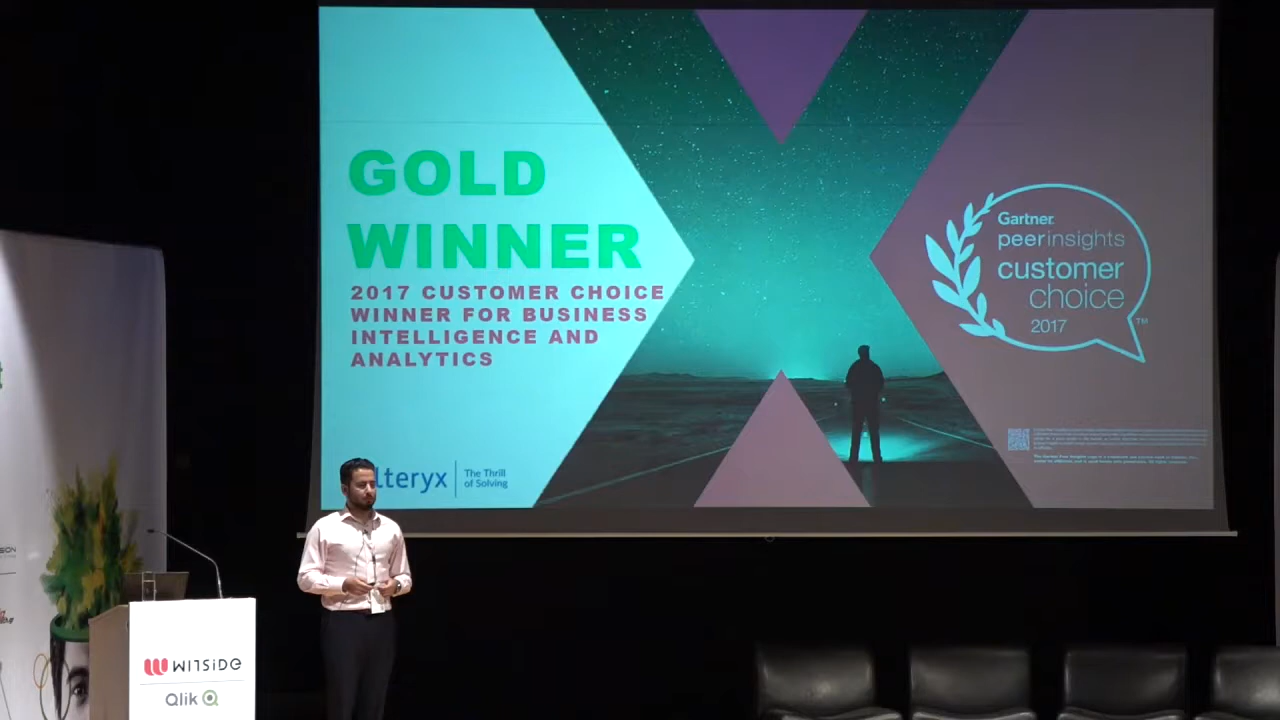 GOLD
WINNER
2017 CUSTOMER CHOICE
WINNER FOR BUSINESS
INTELLIGENCE AND
ANALYTICS
lteryx
The Thrill
of Solving
Gartner
peerinsights
customer
choice
2017
TM
WITSIDE
Qlik